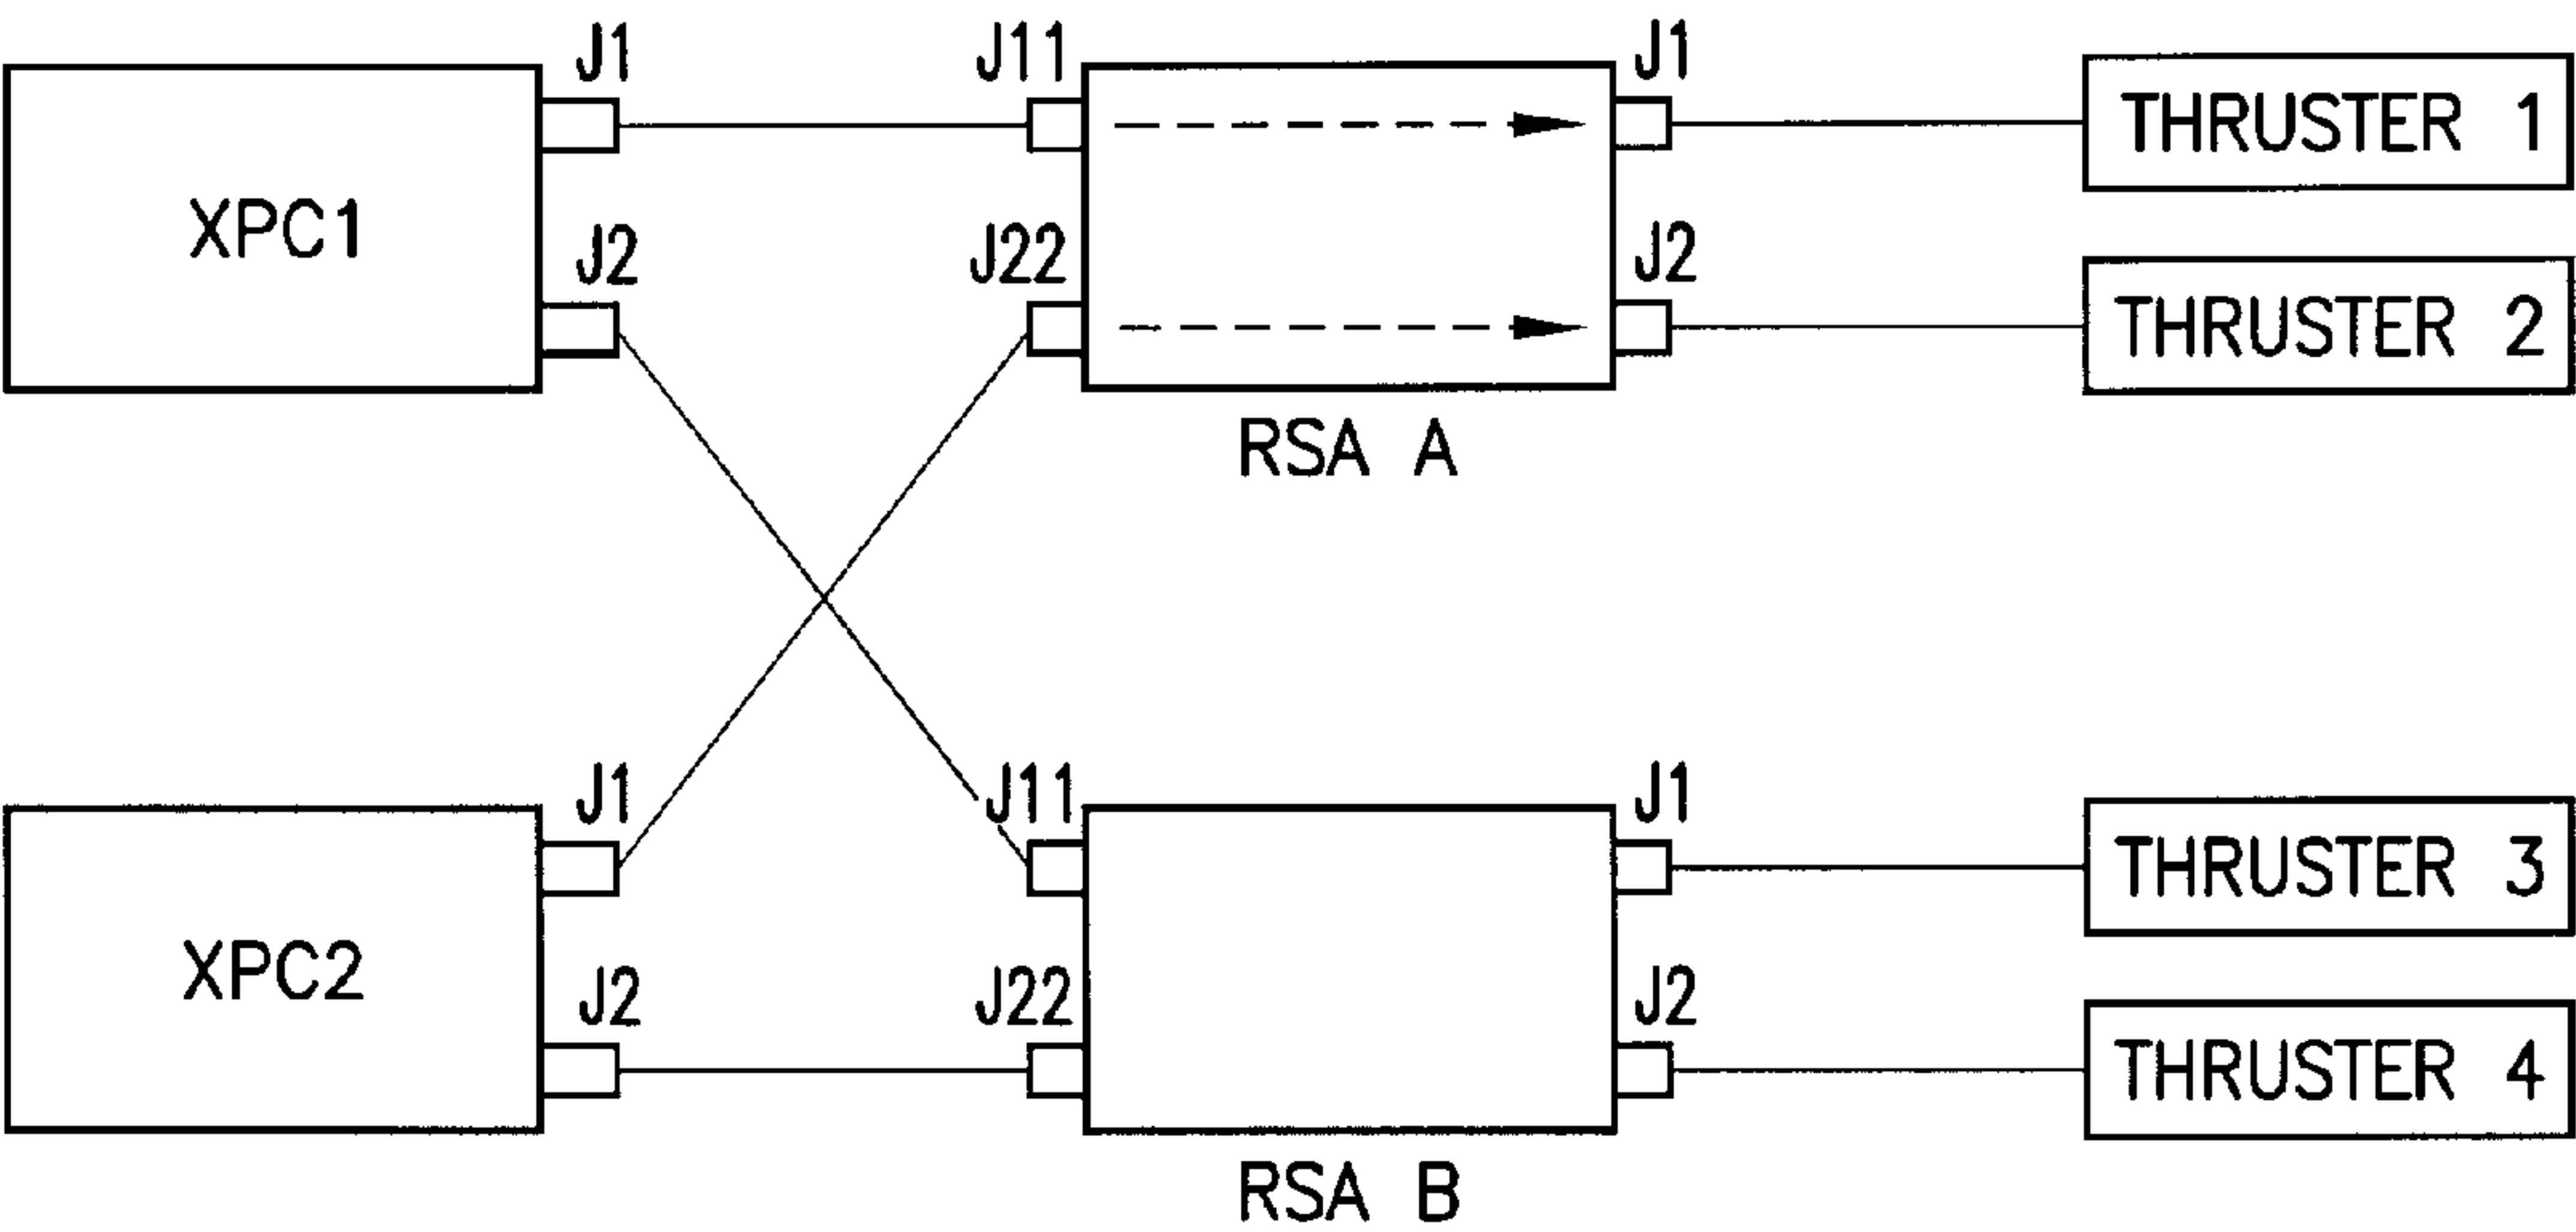 J1
J11
J1
THRUSTER 1
XPC1
J2
J22
J2
THRUSTER 2
RSA A
J1
J11
J1
THRUSTER 3
XPC2
J2
J22
J2
THRUSTER 4
RSA B